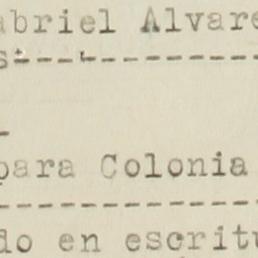 abriel Alvare
s---------------
para Colonia
----------------
do en escritu